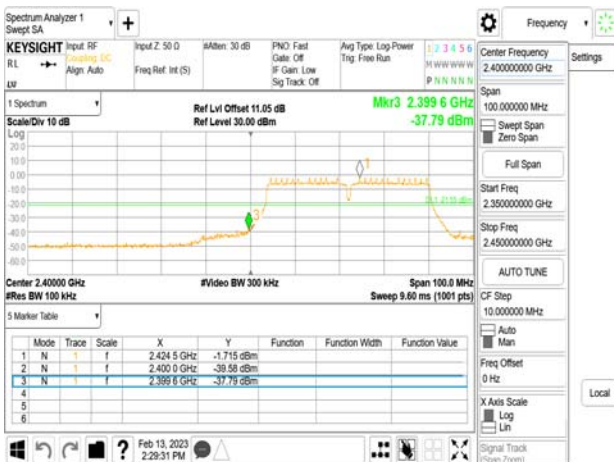 Spectrum Analyzer 1
Swept SA
Frequency
KEYSIGHT Input: RF Input Z: 50 Ω #Atten: 30 dB PNO: Fast Avg Type: Log-Power 1 2 3 4 5 6
RL Coupling: DC Gate: Off Trig: Free Run M W W W W W
Align: Auto Freq Ref: Int (S) IF Gain: Low
Sig Track: Off P N N N N N
1 Spectrum
Ref Lvl Offset 11.05 dB Mkr3 2.399 6 GHz
Scale/Div 10 dB Ref Level 30.00 dBm -37.79 dBm
Log
20.0
10.0
0.00
-10.0
-20.0
-30.0
-40.0
-50.0
-60.0
1
3
Center 2.40000 GHz #Video BW 300 kHz Span 100.0 MHz
#Res BW 100 kHz Sweep 9.60 ms (1001 pts)
5 Marker Table
Mode Trace Scale X Y Function Function Width Function Value
1 N 1 f 2.424 5 GHz -1.715 dBm
2 N 1 f 2.400 0 GHz -39.58 dBm
3 N 1 f 2.399 6 GHz -37.79 dBm
4
5
6
Feb 13, 2023
2:29:31 PM
Center Frequency
2.400000000 GHz
Settings
Span
100.000000 MHz
Swept Span
Zero Span
Full Span
Start Freq
2.350000000 GHz
Stop Freq
2.450000000 GHz
AUTO TUNE
CF Step
10.000000 MHz
Auto
Man
Freq Offset
0 Hz
Local
X Axis Scale
Log
Lin
Signal Track
(Span Zoom)